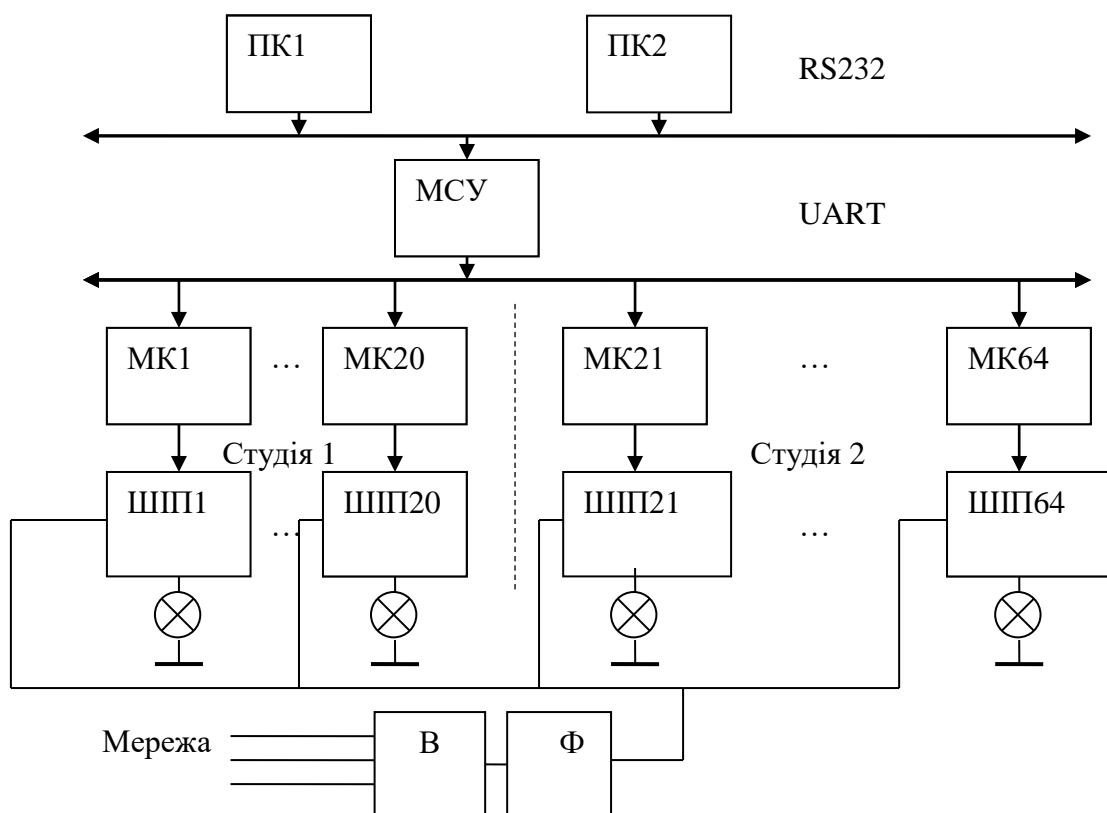 ПК1 ПК2
RS232
МСУ
UART
МК1 … МК20 МК21 … МК64
Студія 1 Студія 2
ШІП1 … ШІП20 ШІП21 … ШІП64
Мережа В Ф